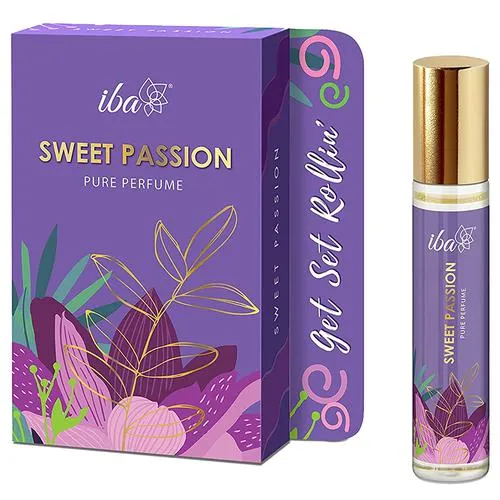 iba®
SWEET PASSION
PURE PERFUME
SWEET PASSION
Get Set Rollin'
iba
SWEET PASSION
PURE PERFUME